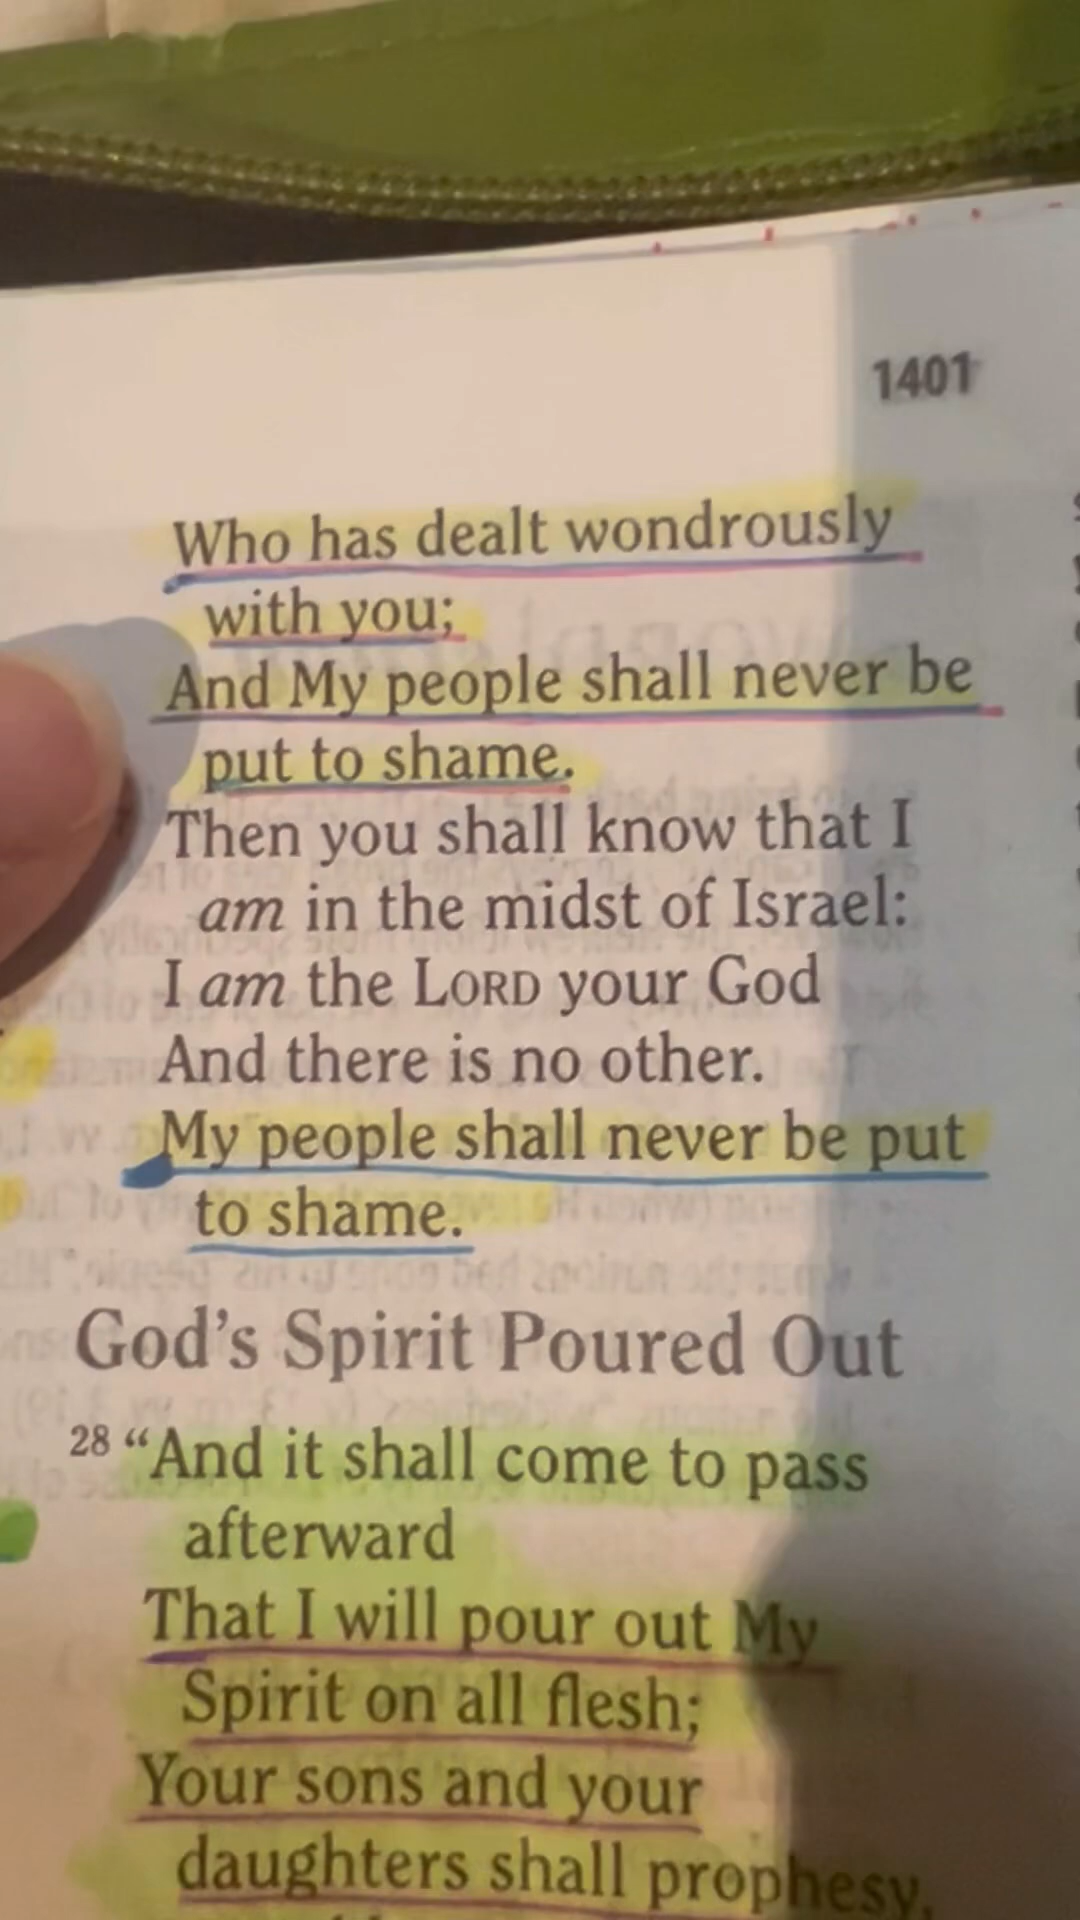 1401
Who has dealt wondrously
with you;
And My people shall never be
put to shame.
Then you shall know that I
am in the midst of Israel:
I am the LORD your God
And there is no other.
My people shall never be put
to shame.
God's Spirit Poured Out
28 “And it shall come to pass
afterward
That I will pour out My
Spirit on all flesh;
Your sons and your
daughters shall prophesy,